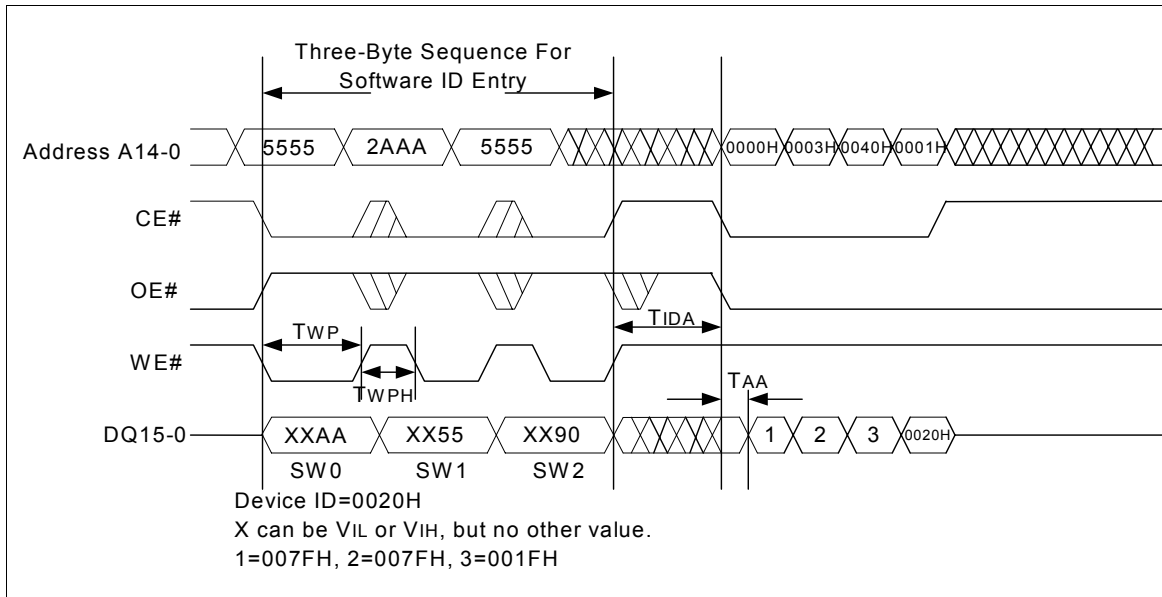 Three-Byte Sequence For
Software ID Entry
Address A14-0
5555
2AAA
5555
0000H
0003H
0040H
0001H
CE#
OE#
TIDA
TWP
WE#
TWPH
TAA
DQ15-0
XXAA
XX55
XX90
1
2
3
0020H
SW0
SW1
SW2
Device ID=0020H
X can be VIL or VIH, but no other value.
1=007FH, 2=007FH, 3=001FH